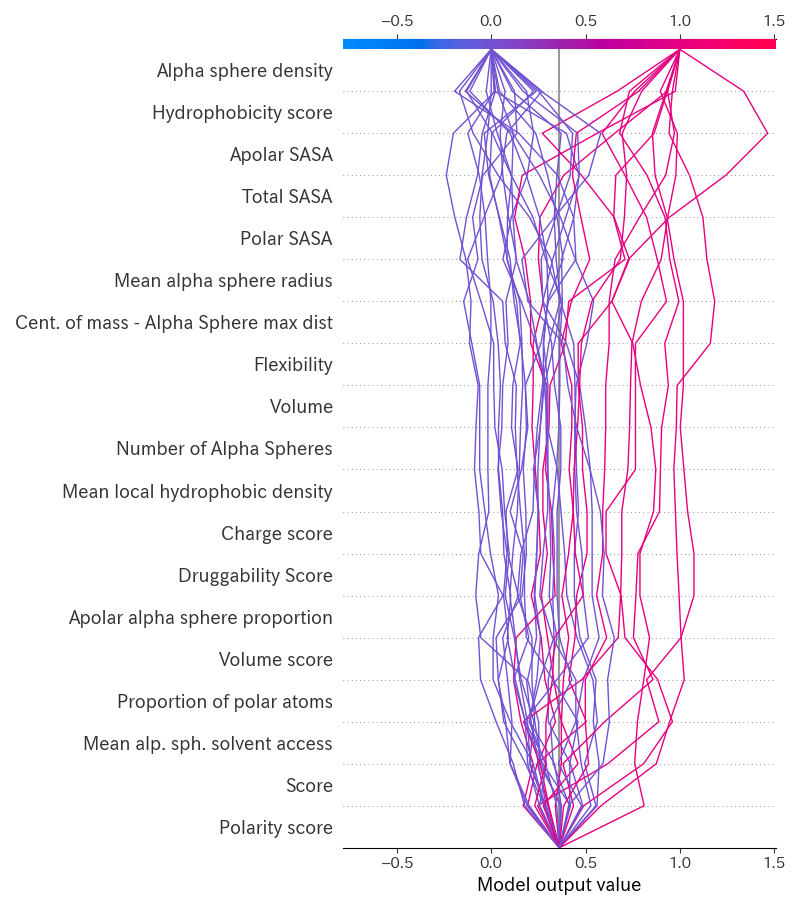 −0.5 0.0 0.5 1.0 1.5
Alpha sphere density
Hydrophobicity score
Apolar SASA
Total SASA
Polar SASA
Mean alpha sphere radius
Cent. of mass - Alpha Sphere max dist
Flexibility
Volume
Number of Alpha Spheres
Mean local hydrophobic density
Charge score
Druggability Score
Apolar alpha sphere proportion
Volume score
Proportion of polar atoms
Mean alp. sph. solvent access
Score
Polarity score
−0.5 0.0 0.5 1.0 1.5
Model output value